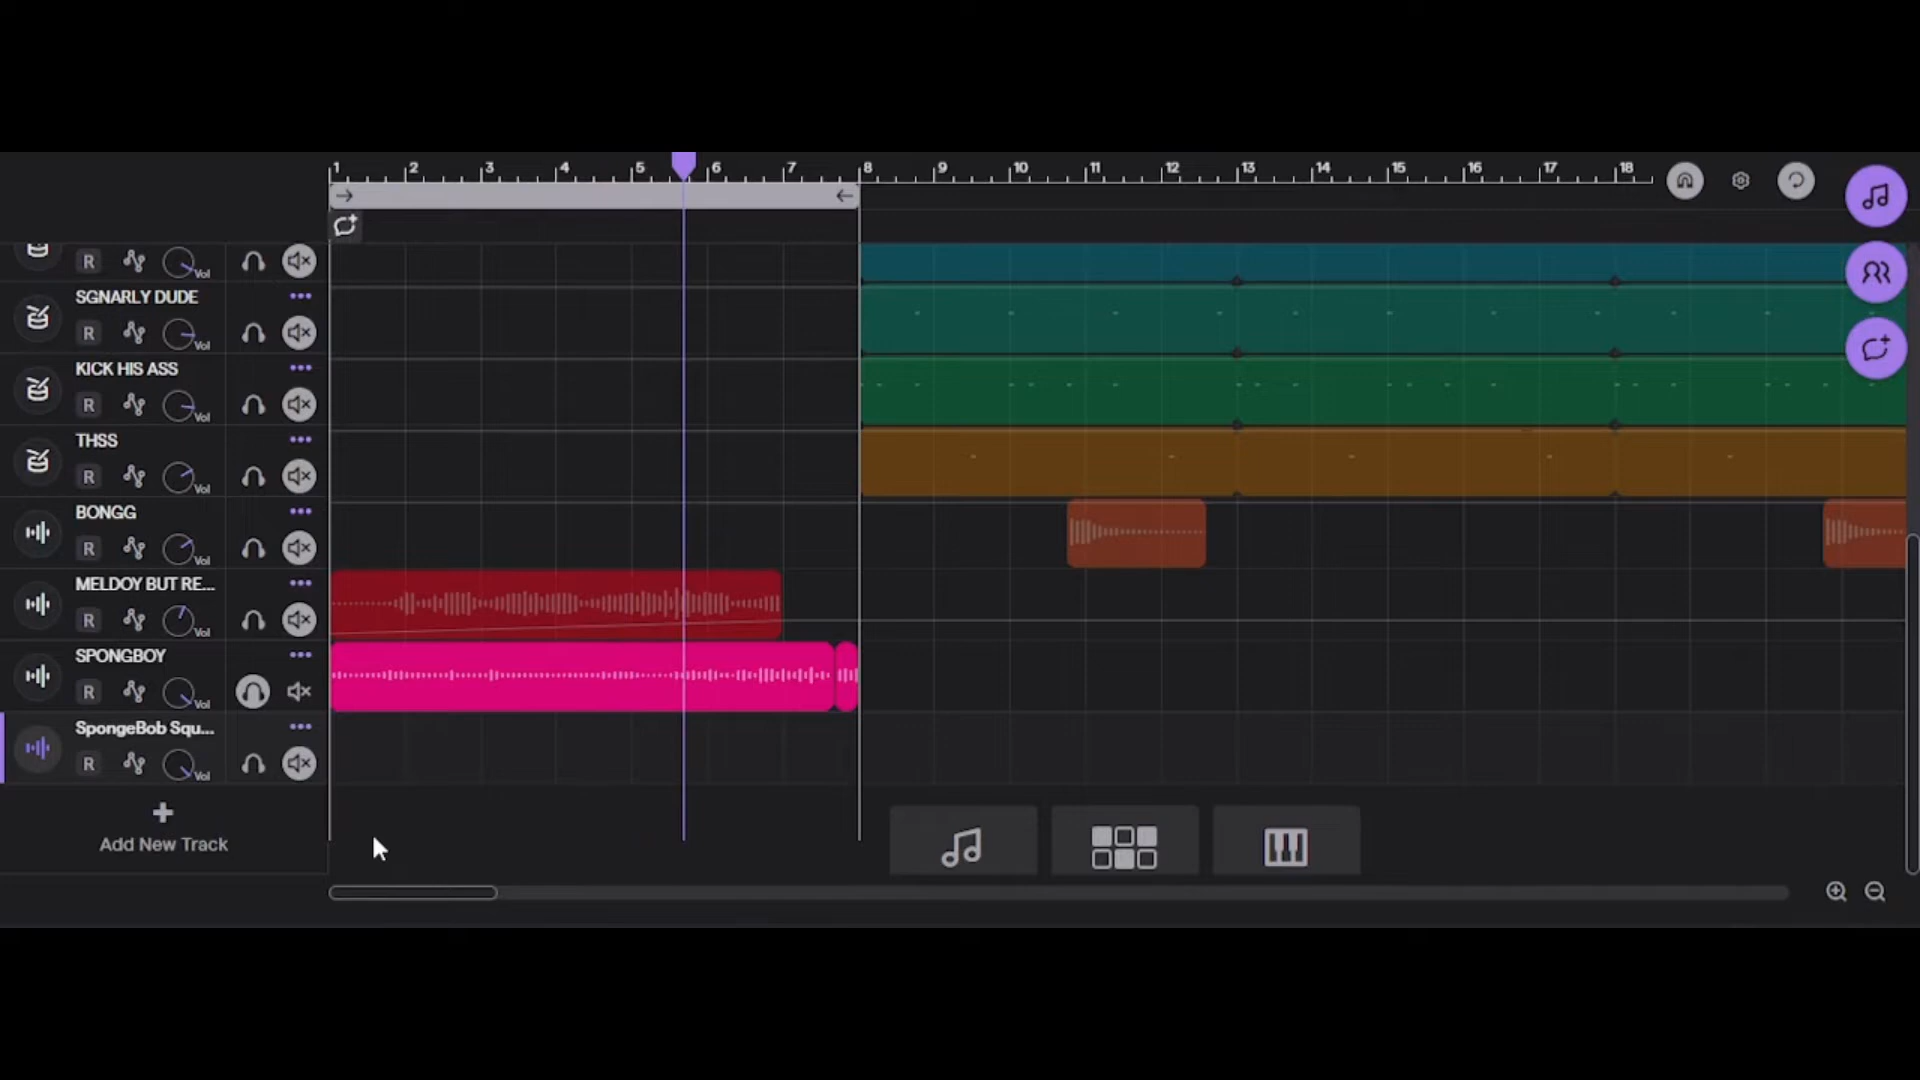 1 2 3 4 5 6 7 8 9 10 11 12 13 14 15 16 17 18
R Vol
SGNARLY DUDE
R Vol
KICK HIS ASS
R Vol
THSS
R Vol
BONGG
R Vol
MELDOY BUT RE...
R Vol
SPONGBOY
R Vol
SpongeBob Squ...
R Vol
Add New Track